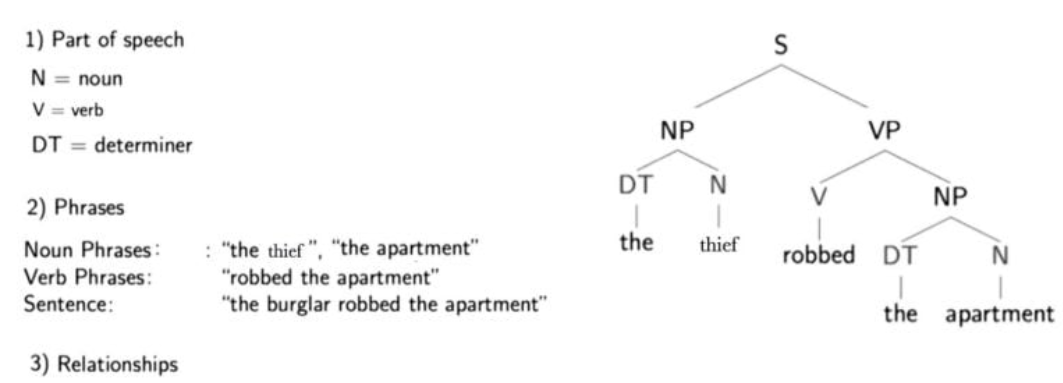 1) Part of speech
N = noun
V = verb
DT = determiner
2) Phrases
Noun Phrases: : "the thief", "the apartment"
Verb Phrases: "robbed the apartment"
Sentence: "the burglar robbed the apartment"
3) Relationships
S
NP VP
DT N V NP
the thief robbed DT N
the apartment